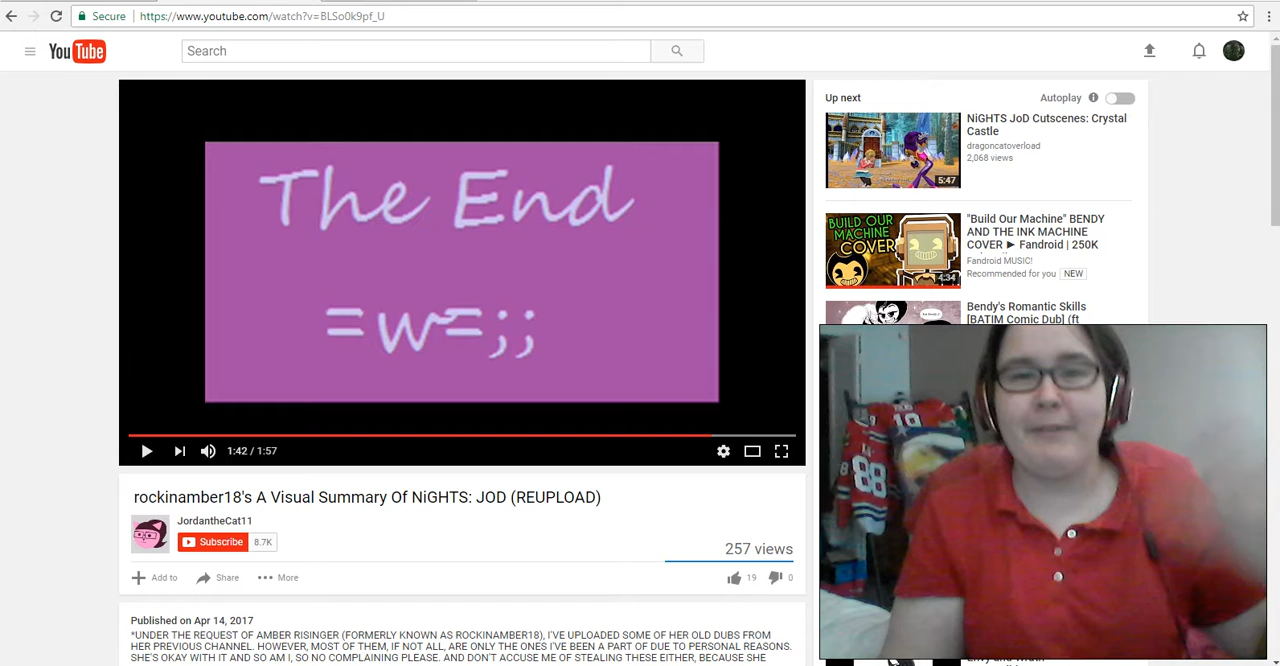 Secure
https://www.youtube.com/watch?v=BLSo0k9pf_U
YouTube
Search
The End
=w=;;
1:42 / 1:57
rockinamber18's A Visual Summary Of NiGHTS: JOD (REUPLOAD)
JordantheCat11
Subscribe 8.7K
257 views
Add to Share More 19 0
Published on Apr 14, 2017
*UNDER THE REQUEST OF AMBER RISINGER (FORMERLY KNOWN AS ROCKINAMBER18), I'VE UPLOADED SOME OF HER OLD DUBS FROM
HER PREVIOUS CHANNEL. HOWEVER, MOST OF THEM, IF NOT ALL, ARE ONLY THE ONES I'VE BEEN A PART OF DUE TO PERSONAL REASONS.
SHE'S OKAY WITH IT AND SO AM I, SO NO COMPLAINING PLEASE. AND DON'T ACCUSE ME OF STEALING THESE EITHER, BECAUSE SHE
Up next
Autoplay
NiGHTS JoD Cutscenes: Crystal
Castle
dragoncatoverload
2,068 views
5:47
BUILD OUR
MACHINE
COVER
4:34
"Build Our Machine" BENDY
AND THE INK MACHINE
COVER ► Fandroid | 250K
Fandroid MUSIC!
Recommended for you NEW
Bendy's Romantic Skills
[BATIM Comic Dub] (ft
88